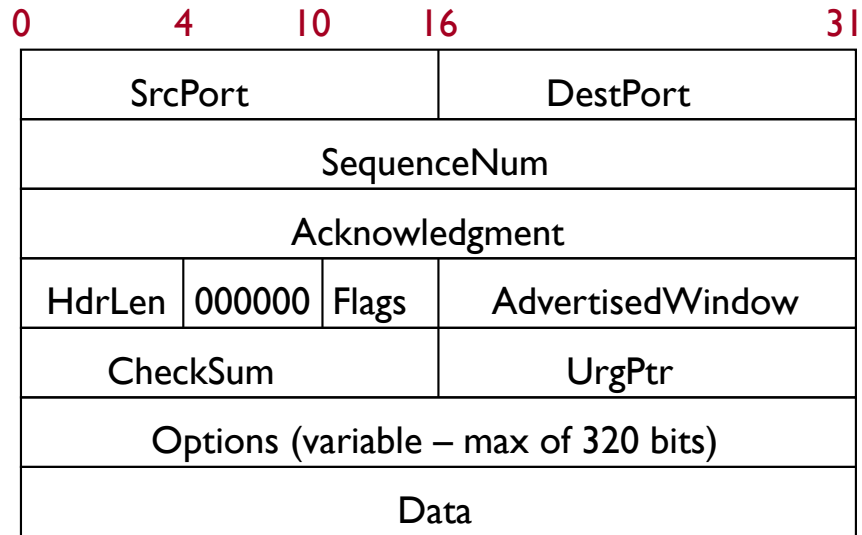 0 4 10 16 31
SrcPort DestPort
SequenceNum
Acknowledgment
HdrLen 000000 Flags AdvertisedWindow
CheckSum UrgPtr
Options (variable – max of 320 bits)
Data